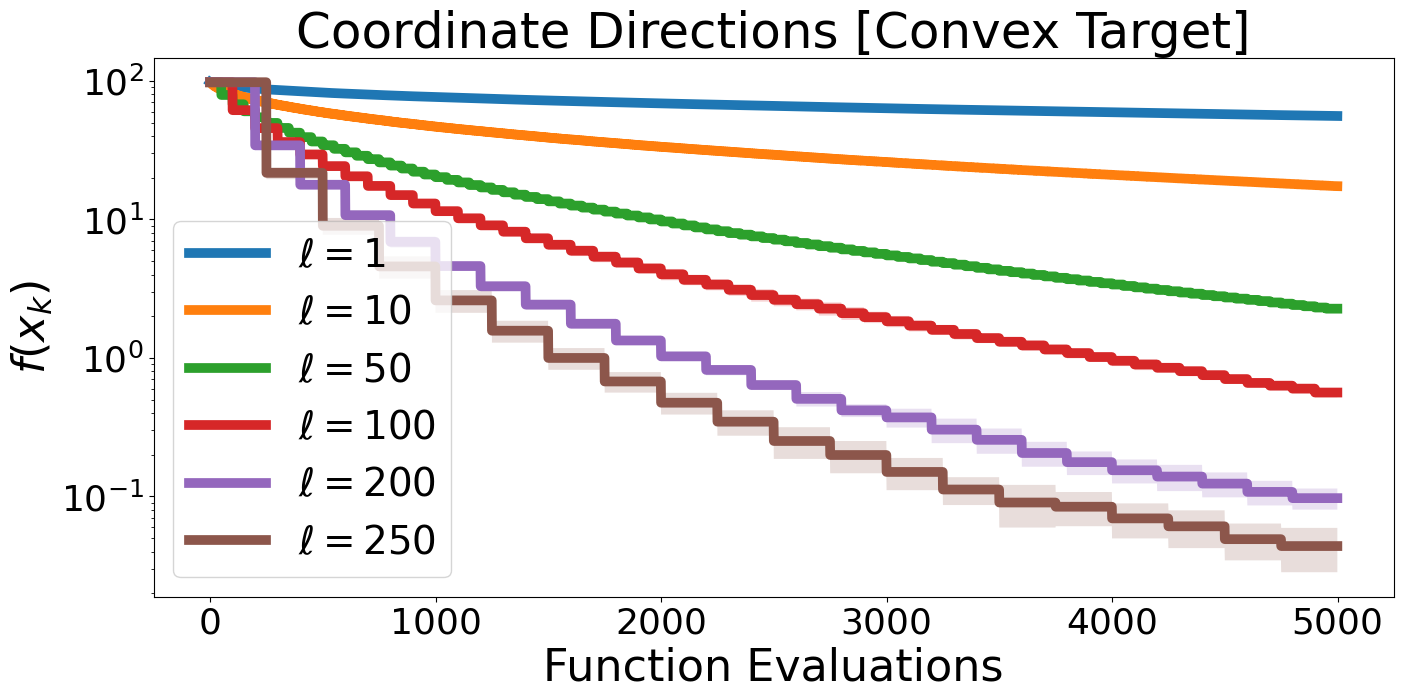 Coordinate Directions [Convex Target]
10²
10¹
10⁰
10⁻¹
f(xₖ)
ℓ = 1
ℓ = 10
ℓ = 50
ℓ = 100
ℓ = 200
ℓ = 250
0 1000 2000 3000 4000 5000
Function Evaluations